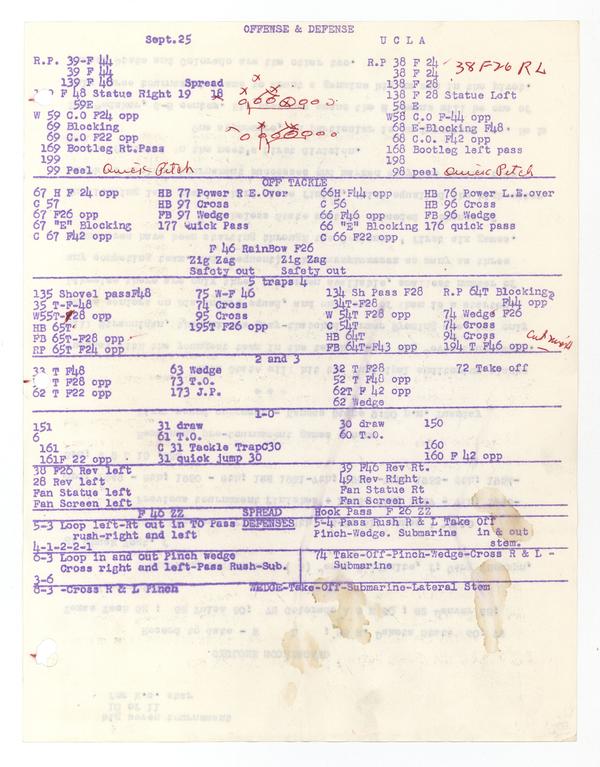 OFFENSE & DEFENSE
Sept.25 U C L A
R.P. 39-F 44 R.P 38 F 24 38 F26 R L
39 F 44 38 F 24
139 F 48 Spread 138 F 28
F 48 Statue Right 19 18 138 F 28 Statue Left
59E 58 E
W 59 C.O F24 opp W58 C.O F-44 opp
69 Blocking 68 E-Blocking F48
69 C.O F22 opp 68 C.O. F42 opp
169 Bootleg Rt.Pass 168 Bootleg left pass
199 198
99 Peel Quick Pitch 98 peel Quick Pitch
OFF TACKLE
67 H F 24 opp HB 77 Power R E.Over 66H F44 opp HB 76 Power L.E.over
C 57 HB 97 Cross C 56 HB 96 Cross
67 F26 opp FB 97 Wedge 66 F46 opp FB 96 Wedge
67 "E" Blocking 177 quick Pass 66 "E" Blocking 176 quick pass
C 67 F42 opp C 66 F22 opp
F 46 RainBow F26
Zig Zag Zig Zag
Safety out Safety out
5 traps 4
135 Shovel passF48 75 W-F 46 134 Sh Pass F28 R.P 64T Blocking
35 T-F-48 74 Cross 34T-F28 F44 opp
W55T-F28 opp 95 Cross W 54T F28 opp 74 Wedge F26
HB 65T 195T F26 opp C 54T 74 Cross
FB 65T-F28 opp HB 64T 94 Cross
RP 65T F24 opp FB 64T-F43 opp 194 T F46 opp.
2 and 3
33 T F48 63 Wedge 32 T F28 72 Take off
T F28 opp 73 T.O. 52 T F48 opp
62 T F22 opp 173 J.P. 62T F 42 opp
62 Wedge
1-0
151 31 draw 30 draw 150
6 61 T.O. 60 T.O.
161 C 31 Tackle TrapC30 160
161F 22 opp 31 quick jump 30 160 F 42 opp
38 F26 Rev left 39 F46 Rev Rt.
28 Rev left 49 Rev-Right
Fan Statue left Fan Statue Rt
Fan Screen left Fan Screen Rt.
F 46 ZZ SPREAD Hook Pass F 26 ZZ
5-3 Loop left-Rt out in TO Pass DEFENSES 5-4 Pass Rush R & L Take Off
rush-right and left Pinch-Wedge. Submarine in & out
4-1-2-2-1 stem.
6-3 Loop in and out Pinch wedge 74 Take-Off-Pinch-Wedge-Cross R & L -
Cross right and left-Pass Rush-Sub. Submarine
3-6
6-3 -Cross R & L Pinch WEDGE-Take-Off-Submarine-Lateral Stem